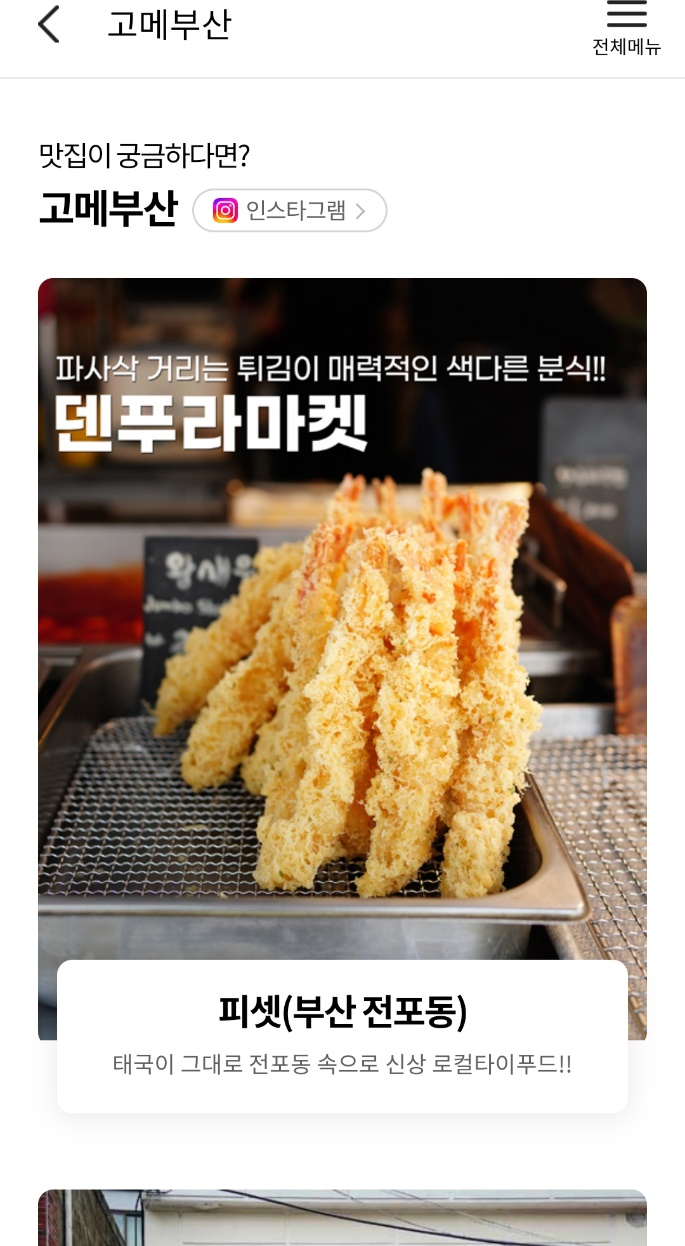 고메부산
전체메뉴
맛집이 궁금하다면?
고메부산
인스타그램
파사삭 거리는 튀김이 매력적인 색다른 분식!!
덴푸라마켓
왕새우
Jumbo
피셋(부산 전포동)
태국이 그대로 전포동 속으로 신상 로컬타이푸드!!